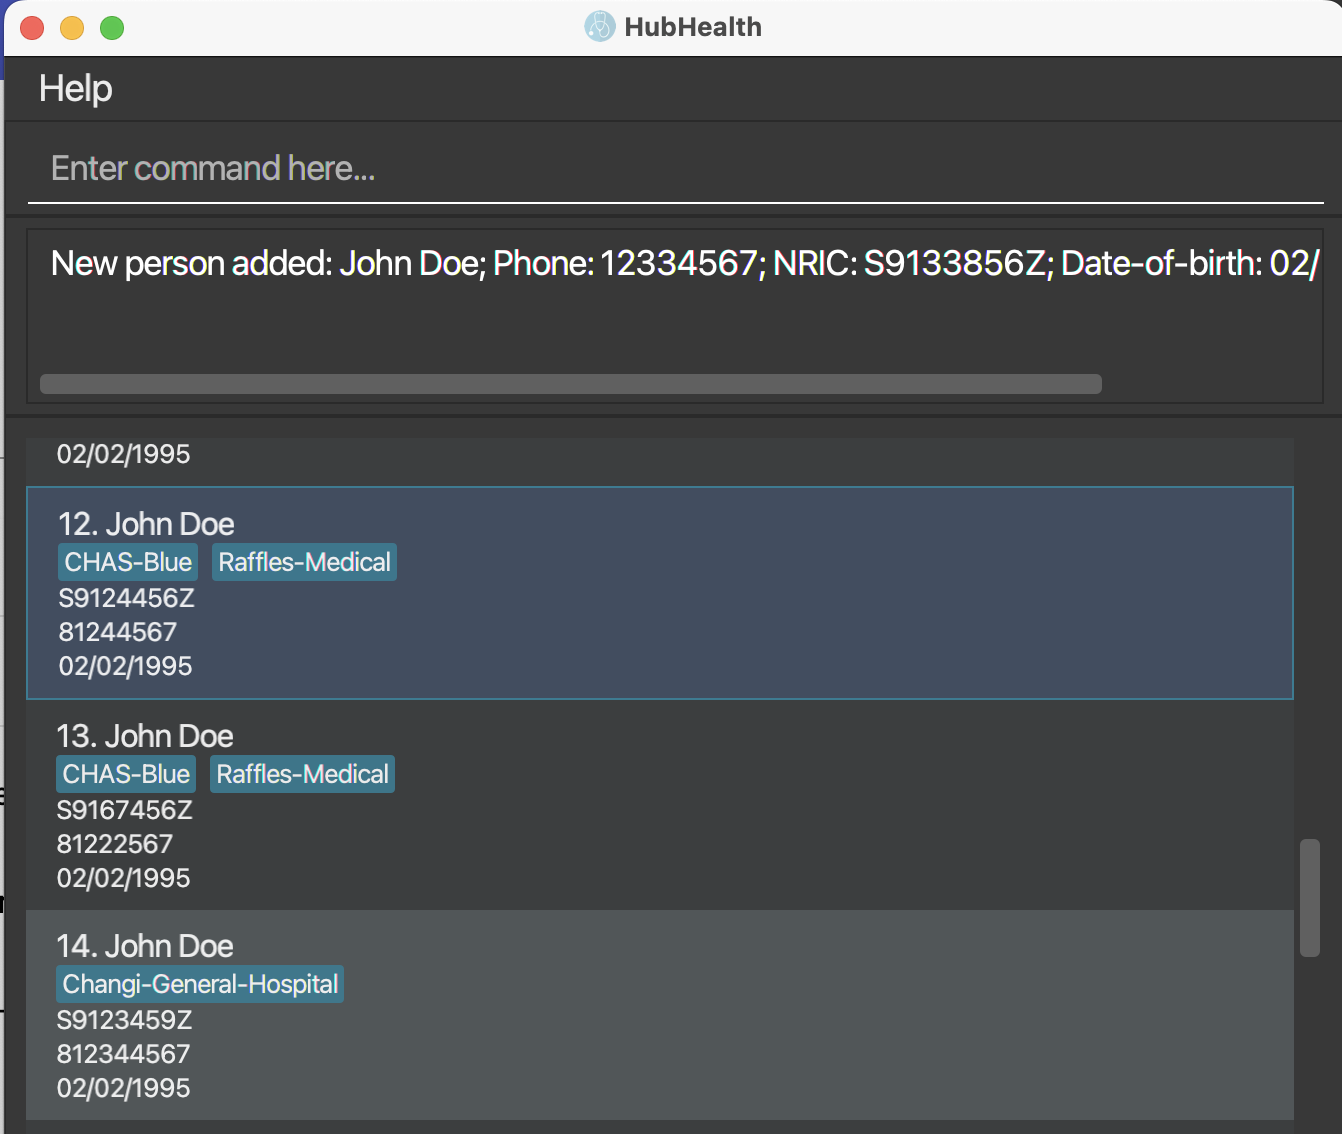 HubHealth
Help
Enter command here...
New person added: John Doe; Phone: 12334567; NRIC: S9133856Z; Date-of-birth: 02/
02/02/1995
12. John Doe
CHAS-Blue Raffles-Medical
S9124456Z
81244567
02/02/1995
13. John Doe
CHAS-Blue Raffles-Medical
S9167456Z
81222567
02/02/1995
14. John Doe
Changi-General-Hospital
S9123459Z
812344567
02/02/1995